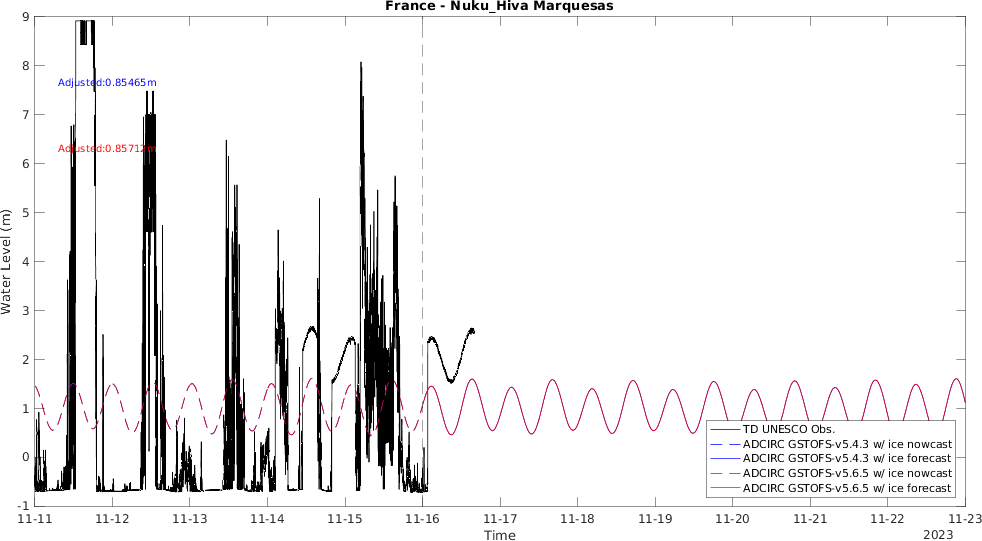 France - Nuku_Hiva Marquesas
9
8
7
6
5
4
3
2
1
0
-1
Water Level (m)
Adjusted:0.85465m
Adjusted:0.85712m
TD UNESCO Obs.
ADCIRC GSTOFS-v5.4.3 w/ ice nowcast
ADCIRC GSTOFS-v5.4.3 w/ ice forecast
ADCIRC GSTOFS-v5.6.5 w/ ice nowcast
ADCIRC GSTOFS-v5.6.5 w/ ice forecast
11-11 11-12 11-13 11-14 11-15 11-16 11-17 11-18 11-19 11-20 11-21 11-22 11-23
Time
2023